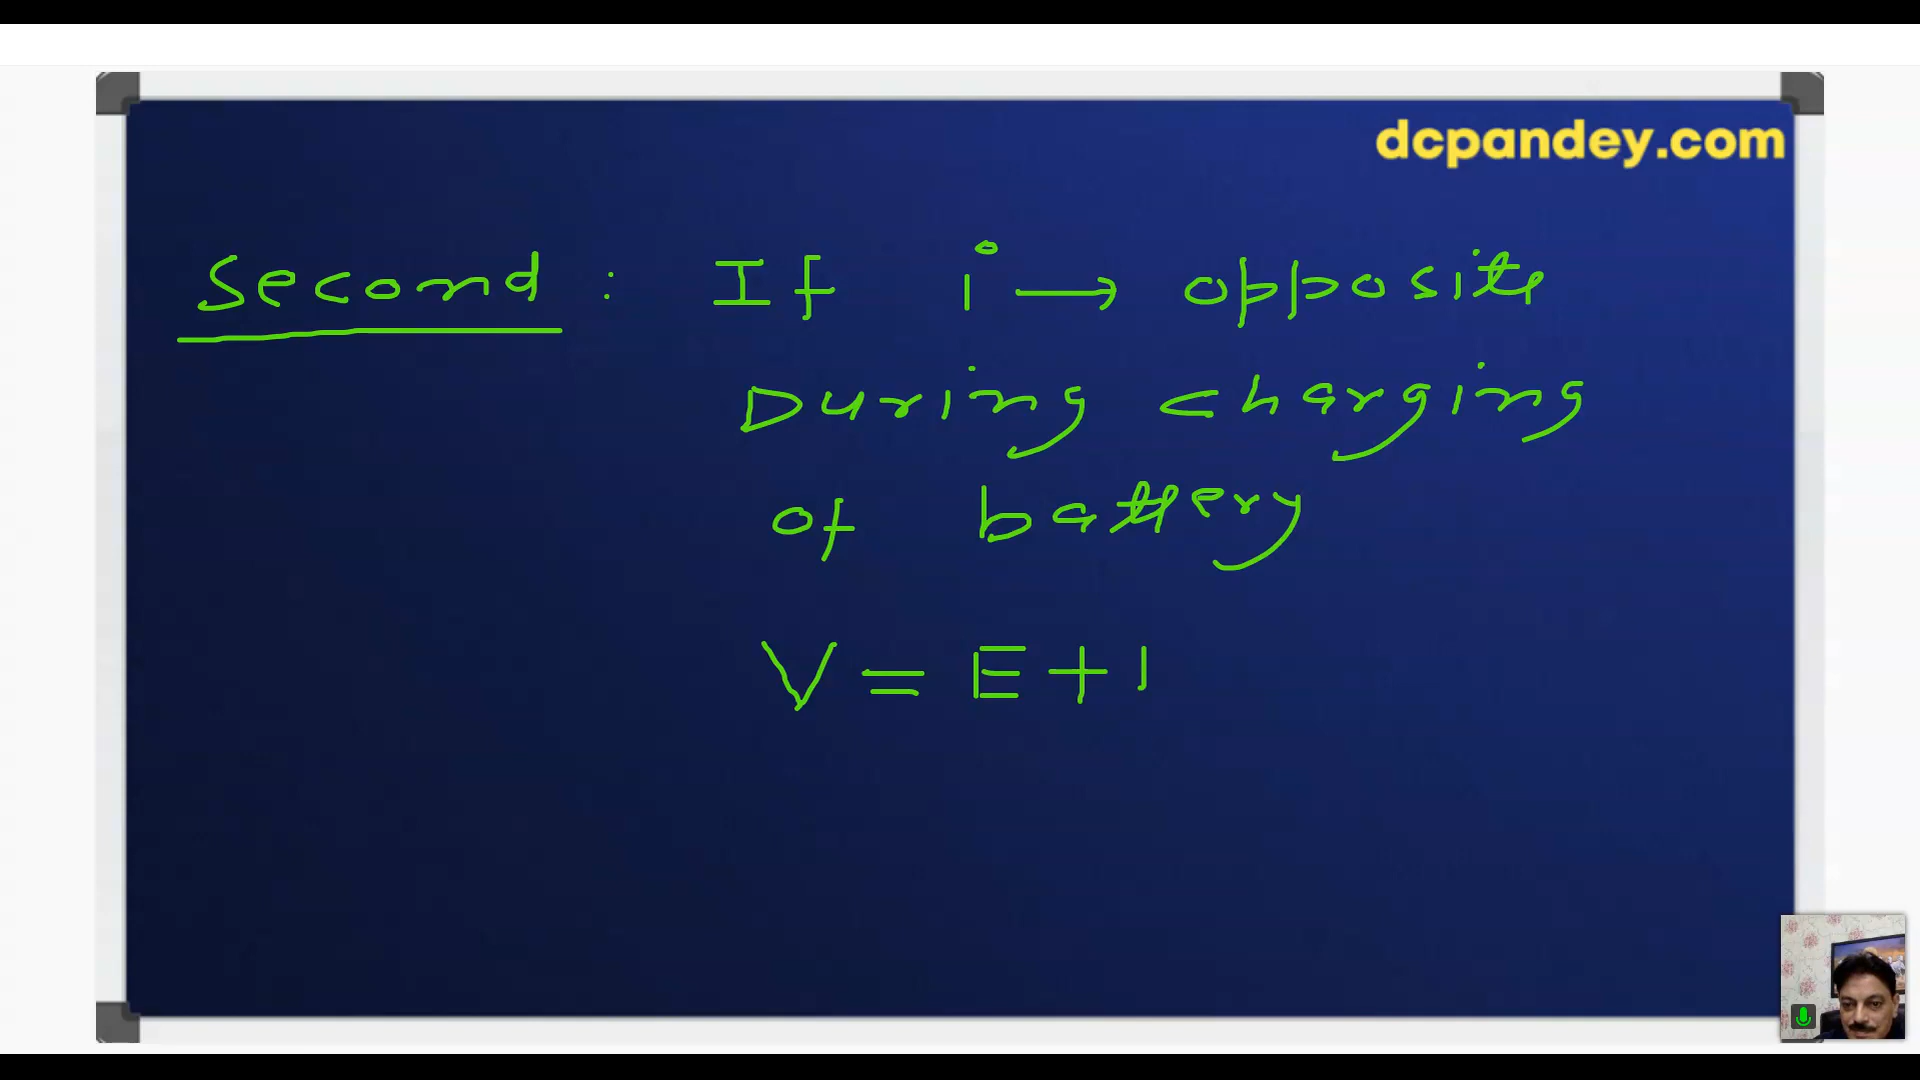 dcpandey.com
Second : If i → opposite
During charging
of battery
V = E + I